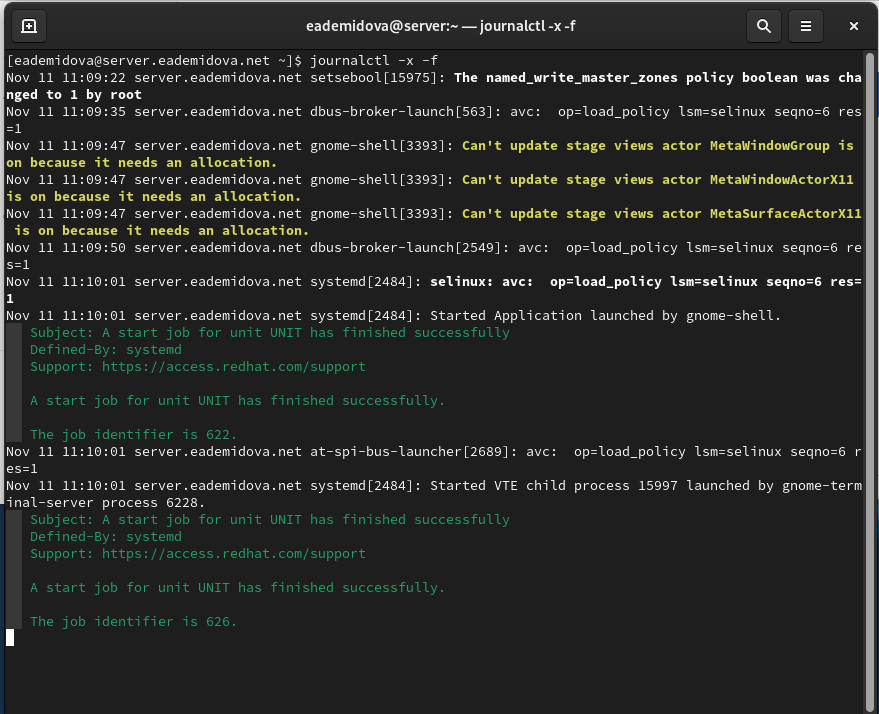 eademidova@server:~ — journalctl -x -f
[eademidova@server.eademidova.net ~]$ journalctl -x -f
Nov 11 11:09:22 server.eademidova.net setsebool[15975]: The named_write_master_zones policy boolean was cha
nged to 1 by root
Nov 11 11:09:35 server.eademidova.net dbus-broker-launch[563]: avc:  op=load_policy lsm=selinux seqno=6 res
=1
Nov 11 11:09:47 server.eademidova.net gnome-shell[3393]: Can't update stage views actor MetaWindowGroup is
on because it needs an allocation.
Nov 11 11:09:47 server.eademidova.net gnome-shell[3393]: Can't update stage views actor MetaWindowActorX11
is on because it needs an allocation.
Nov 11 11:09:47 server.eademidova.net gnome-shell[3393]: Can't update stage views actor MetaSurfaceActorX11
 is on because it needs an allocation.
Nov 11 11:09:50 server.eademidova.net dbus-broker-launch[2549]: avc:  op=load_policy lsm=selinux seqno=6 re
s=1
Nov 11 11:10:01 server.eademidova.net systemd[2484]: selinux: avc:  op=load_policy lsm=selinux seqno=6 res=
1
Nov 11 11:10:01 server.eademidova.net systemd[2484]: Started Application launched by gnome-shell.
Subject: A start job for unit UNIT has finished successfully
Defined-By: systemd
Support: https://access.redhat.com/support
A start job for unit UNIT has finished successfully.
The job identifier is 622.
Nov 11 11:10:01 server.eademidova.net at-spi-bus-launcher[2689]: avc:  op=load_policy lsm=selinux seqno=6 r
es=1
Nov 11 11:10:01 server.eademidova.net systemd[2484]: Started VTE child process 15997 launched by gnome-term
inal-server process 6228.
Subject: A start job for unit UNIT has finished successfully
Defined-By: systemd
Support: https://access.redhat.com/support
A start job for unit UNIT has finished successfully.
The job identifier is 626.